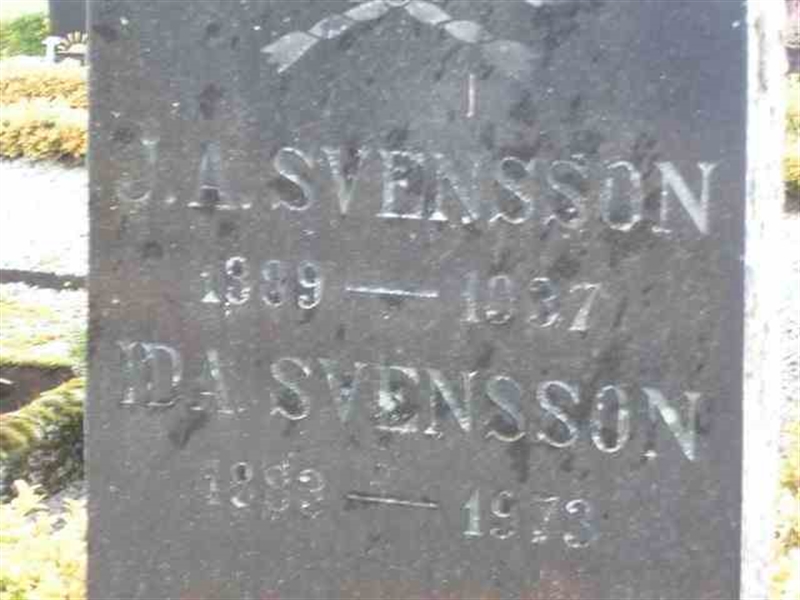 J. A. SVENSSON
1889 — 1937
IDA SVENSSON
— 1973